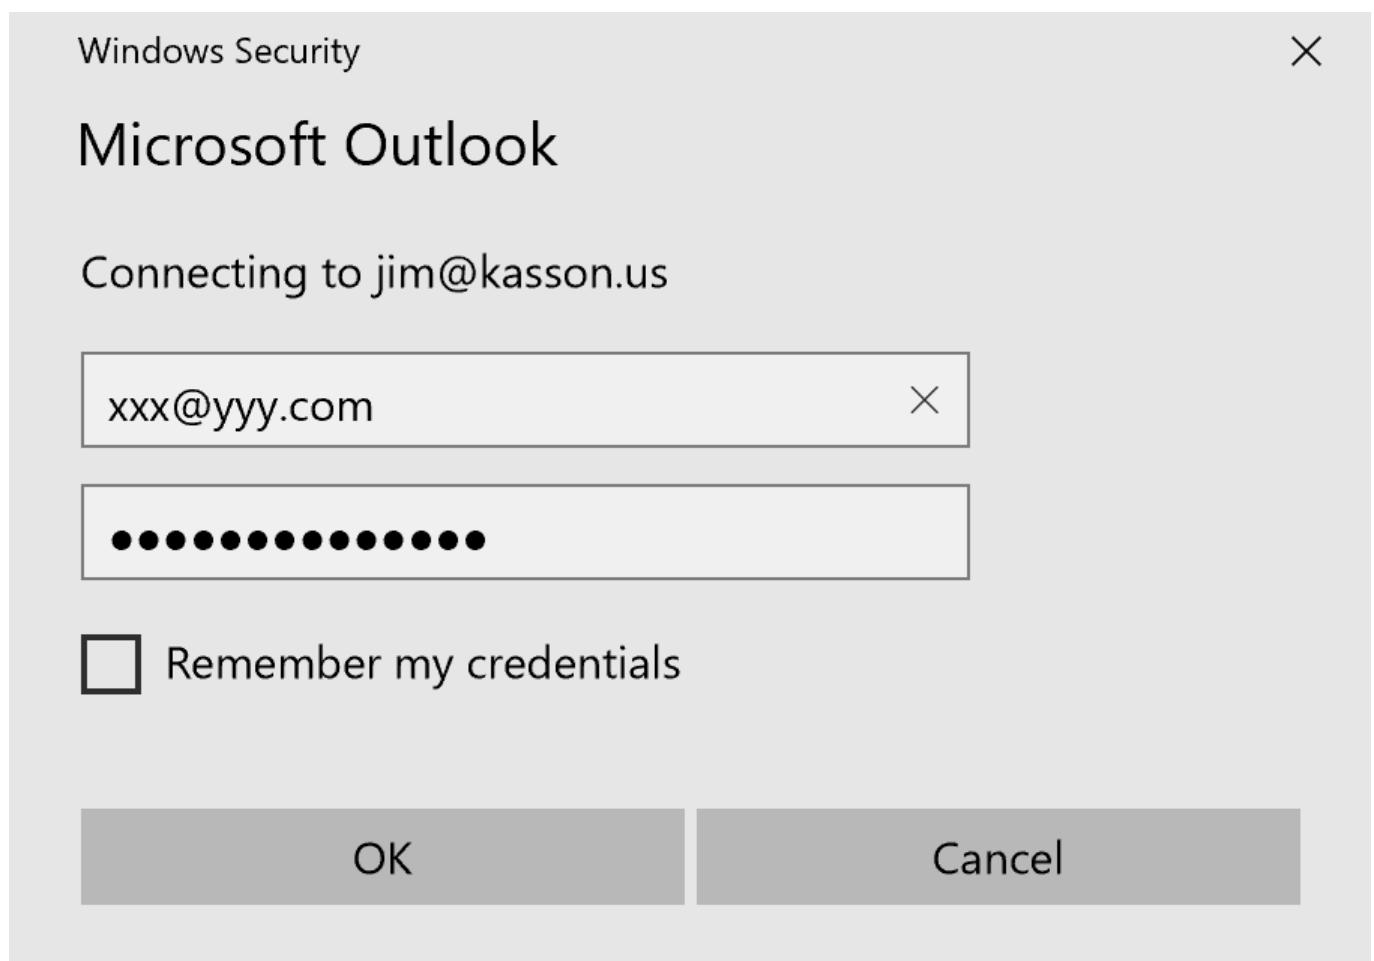 Windows Security
Microsoft Outlook
Connecting to jim@kasson.us
xxx@yyy.com
●●●●●●●●●●●●●●
Remember my credentials
OK
Cancel